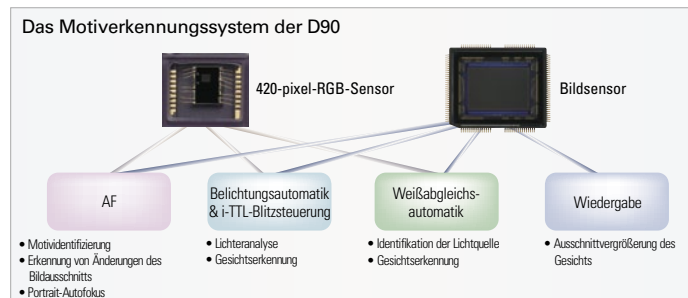 Das Motiverkennungssystem der D90
420-pixel-RGB-Sensor
Bildsensor
AF
Belichtungsautomatik
& i-TTL-Blitzsteuerung
Weißabgleichs-
automatik
Wiedergabe
• Motividentifizierung
• Erkennung von Änderungen des
Bildausschnitts
• Portrait-Autofokus
• Lichteranalyse
• Gesichtserkennung
• Identifikation der Lichtquelle
• Gesichtserkennung
• Ausschnittvergrößerung des
Gesichts